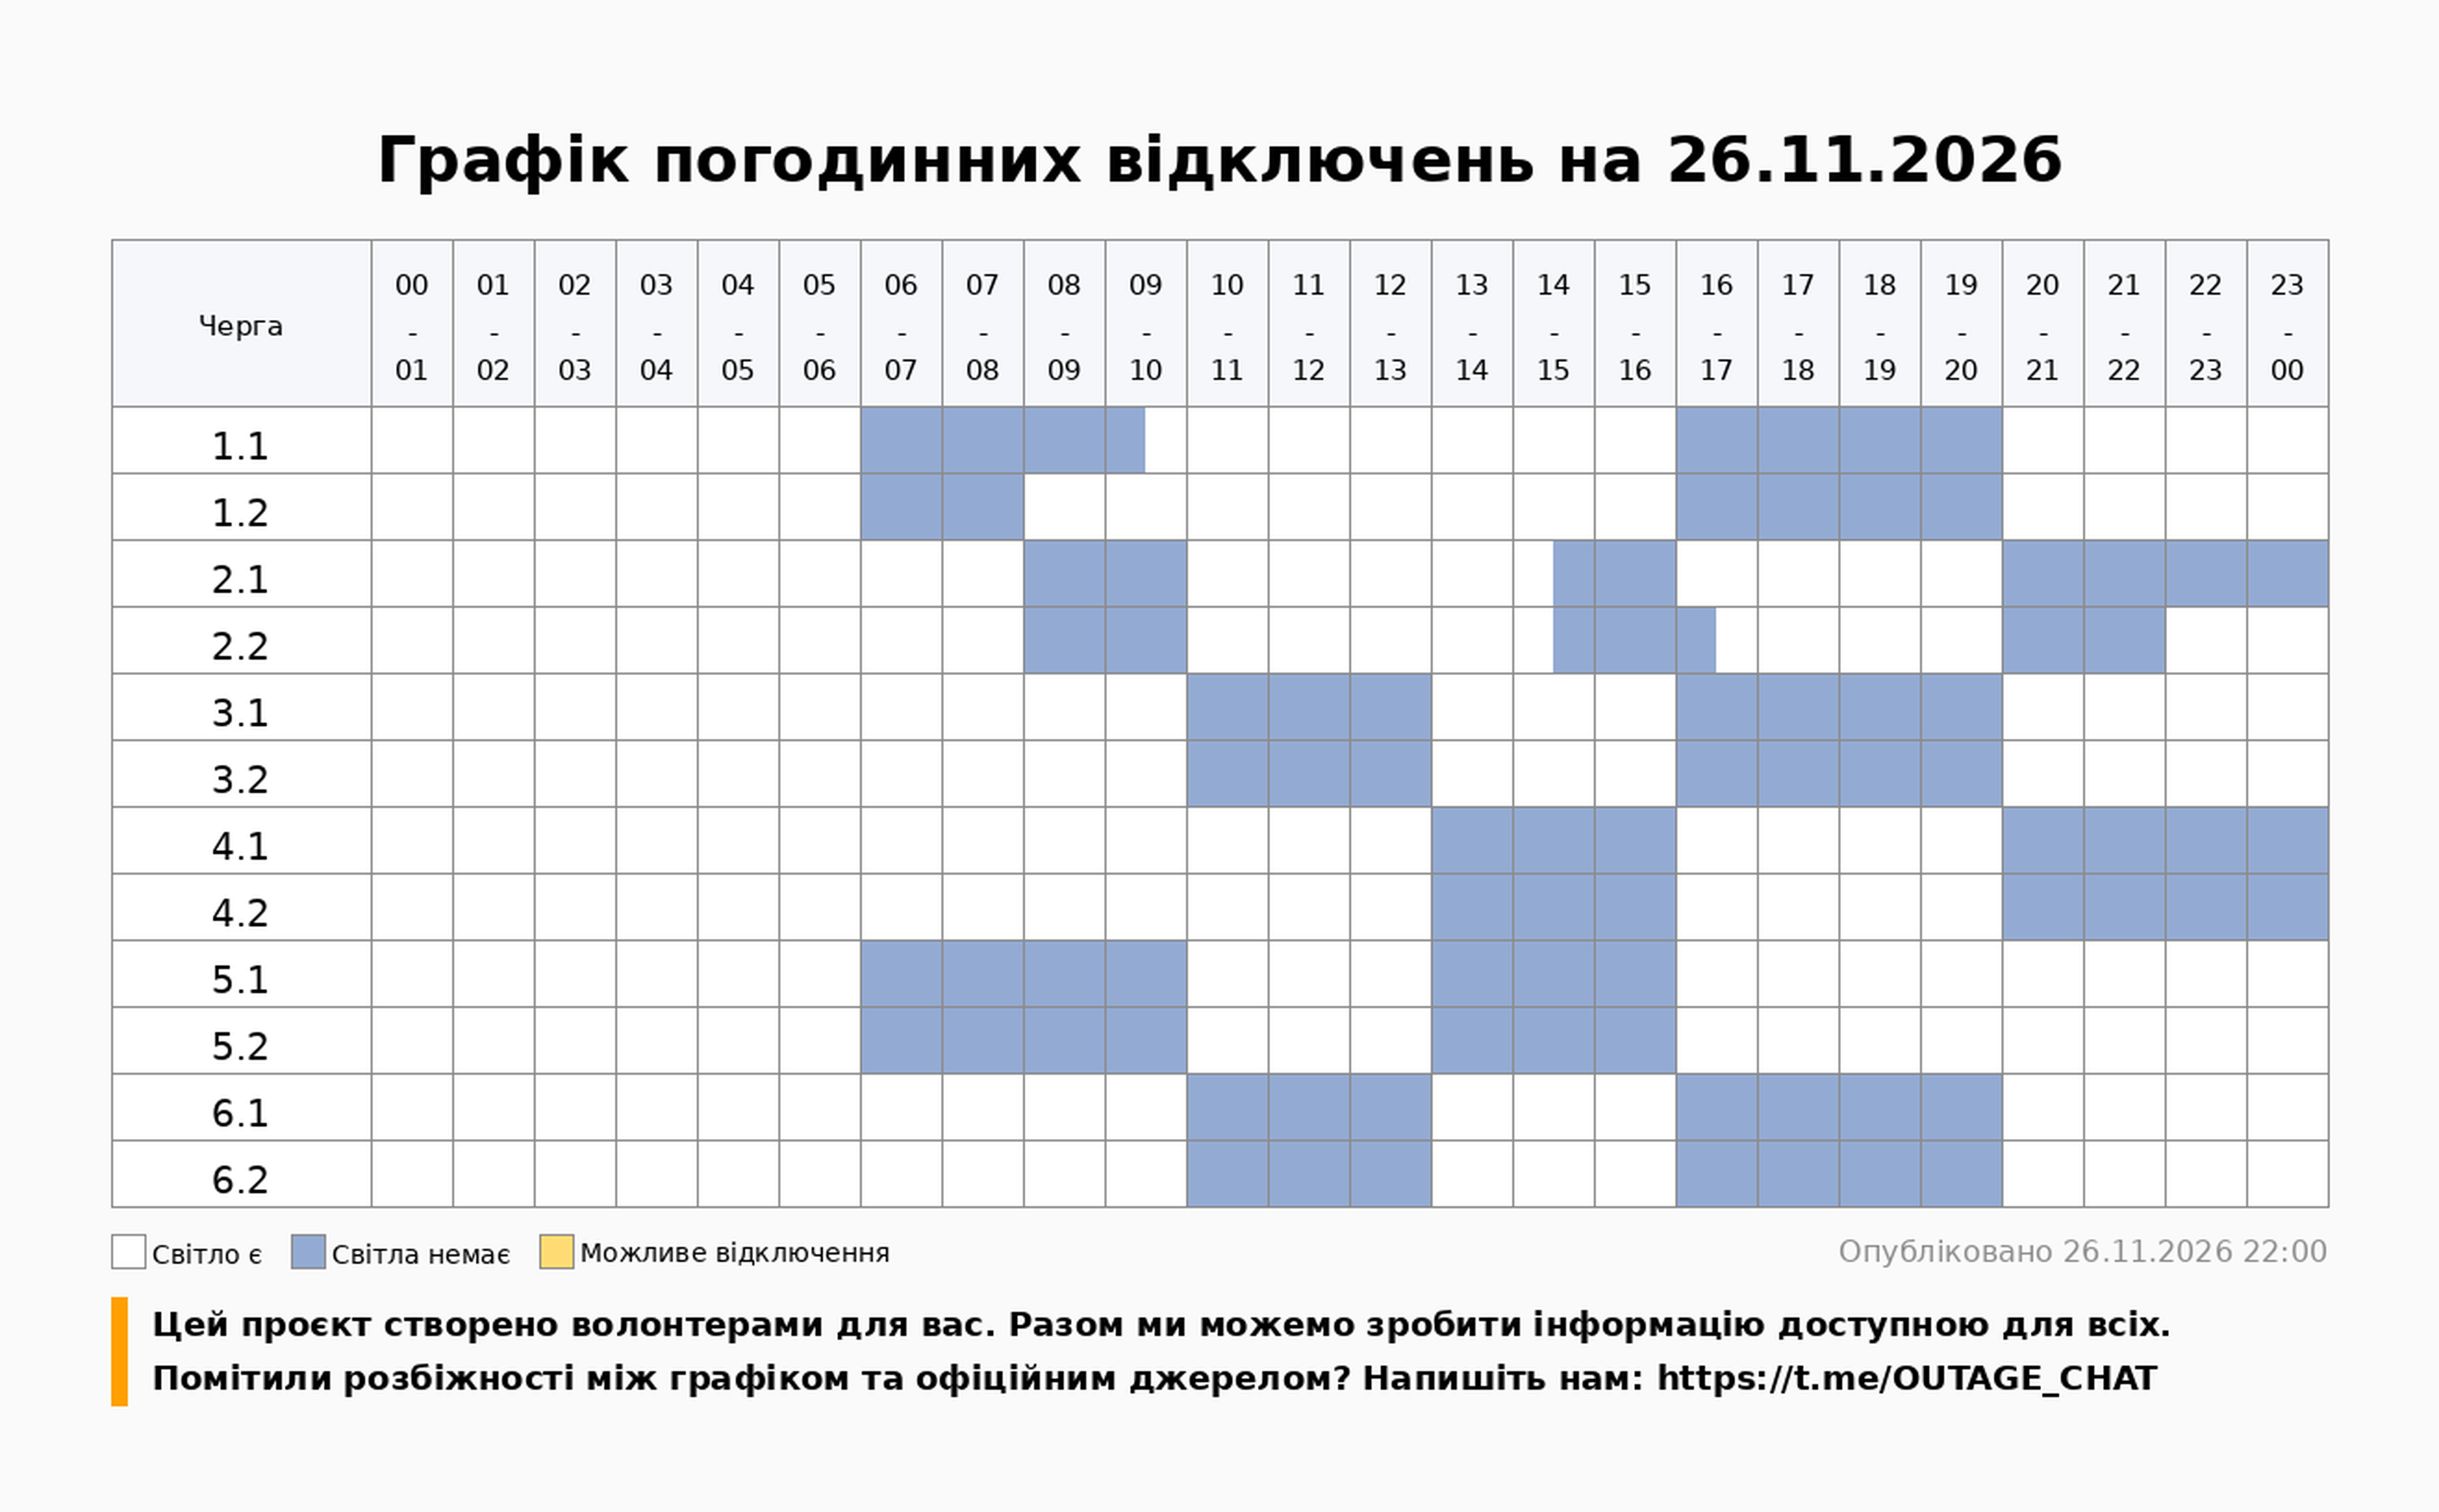 Графік погодинних відключень на 26.11.2026
Черга 00 - 01 01 - 02 02 - 03 03 - 04 04 - 05 05 - 06 06 - 07 07 - 08 08 - 09 09 - 10 10 - 11 11 - 12 12 - 13 13 - 14 14 - 15 15 - 16 16 - 17 17 - 18 18 - 19 19 - 20 20 - 21 21 - 22 22 - 23 23 - 00
1.1
1.2
2.1
2.2
3.1
3.2
4.1
4.2
5.1
5.2
6.1
6.2
Світло є Світла немає Можливе відключення Опубліковано 26.11.2026 22:00
Цей проєкт створено волонтерами для вас. Разом ми можемо зробити інформацію доступною для всіх.
Помітили розбіжності між графіком та офіційним джерелом? Напишіть нам: https://t.me/OUTAGE_CHAT